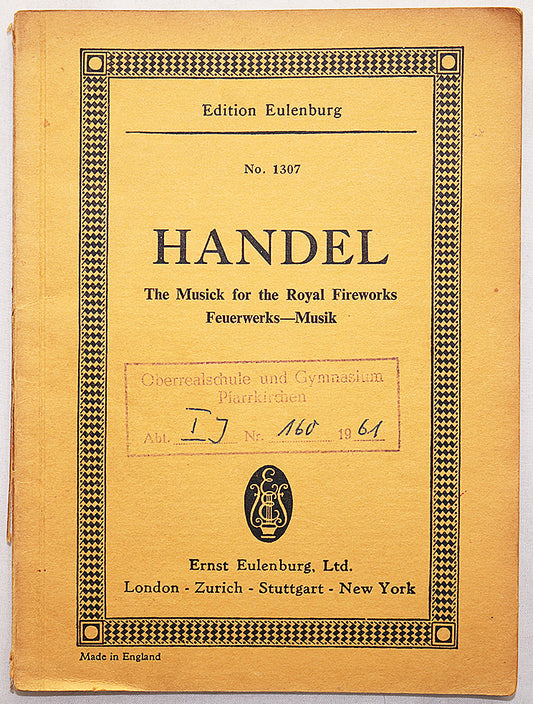 Edition Eulenburg
No. 1307
HANDEL
The Musick for the Royal Fireworks
Feuerwerks—Musik
Oberrealschule und Gymnasium
Pfarrkirchen
Abt. I J Nr. 160 1961
Ernst Eulenburg, Ltd.
London - Zurich - Stuttgart - New York
Made in England